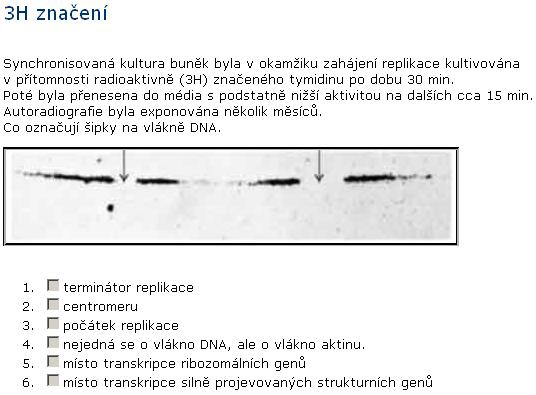 3H značení
Synchronisovaná kultura buněk byla v okamžiku zahájení replikace kultivována
v přítomnosti radioaktivně (3H) značeného tymidinu po dobu 30 min.
Poté byla přenesena do média s podstatně nižší aktivitou na dalších cca 15 min.
Autoradiografie byla exponována několik měsíců.
Co označují šipky na vlákně DNA.
1. terminátor replikace
2. centromeru
3. počátek replikace
4. nejedná se o vlákno DNA, ale o vlákno aktinu.
5. místo transkripce ribozomálních genů
6. místo transkripce silně projevovaných strukturních genů